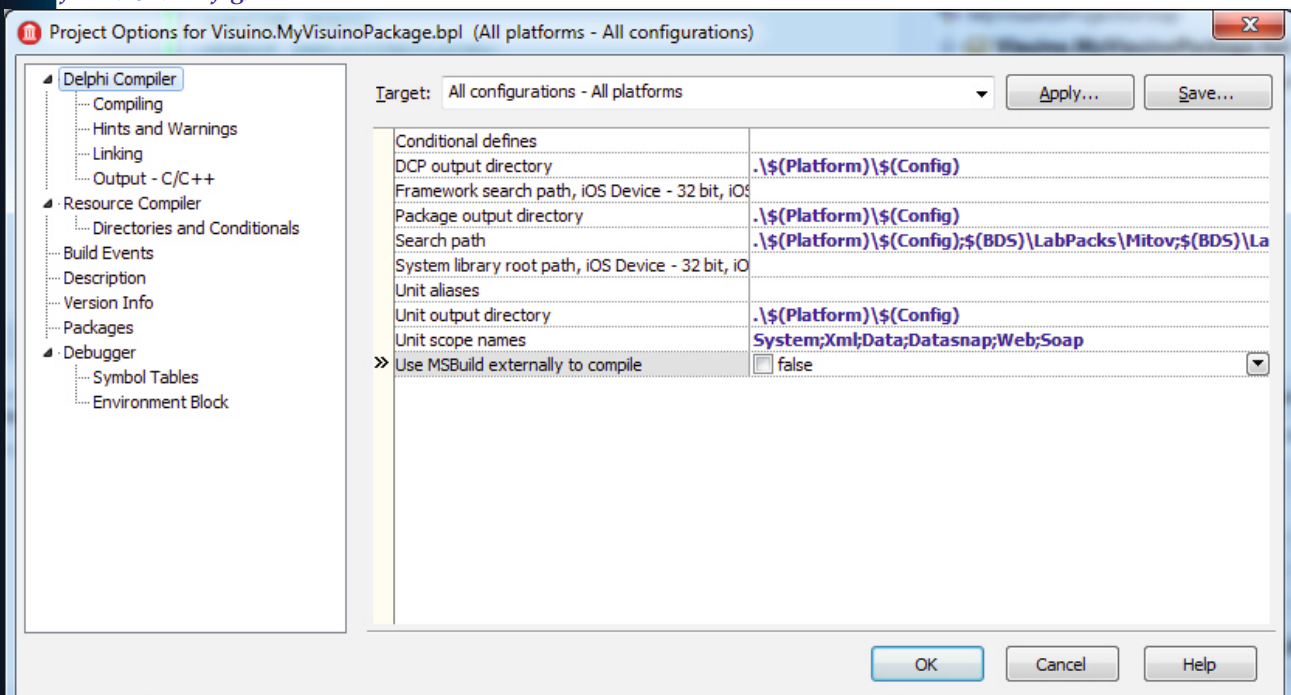 Project Options for Visuino.MyVisuinoPackage.bpl (All platforms - All configurations)
Delphi Compiler
Compiling
Hints and Warnings
Linking
Output - C/C++
Resource Compiler
Directories and Conditionals
Build Events
Description
Version Info
Packages
Debugger
Symbol Tables
Environment Block
Target: All configurations - All platforms Apply... Save...
Conditional defines
DCP output directory .\$(Platform)\$(Config)
Framework search path, iOS Device - 32 bit, iOS
Package output directory .\$(Platform)\$(Config)
Search path .\$(Platform)\$(Config);$(BDS)\LabPacks\Mitov;$(BDS)\La
System library root path, iOS Device - 32 bit, iO
Unit aliases
Unit output directory .\$(Platform)\$(Config)
Unit scope names System;Xml;Data;Datasnap;Web;Soap
Use MSBuild externally to compile false
OK Cancel Help